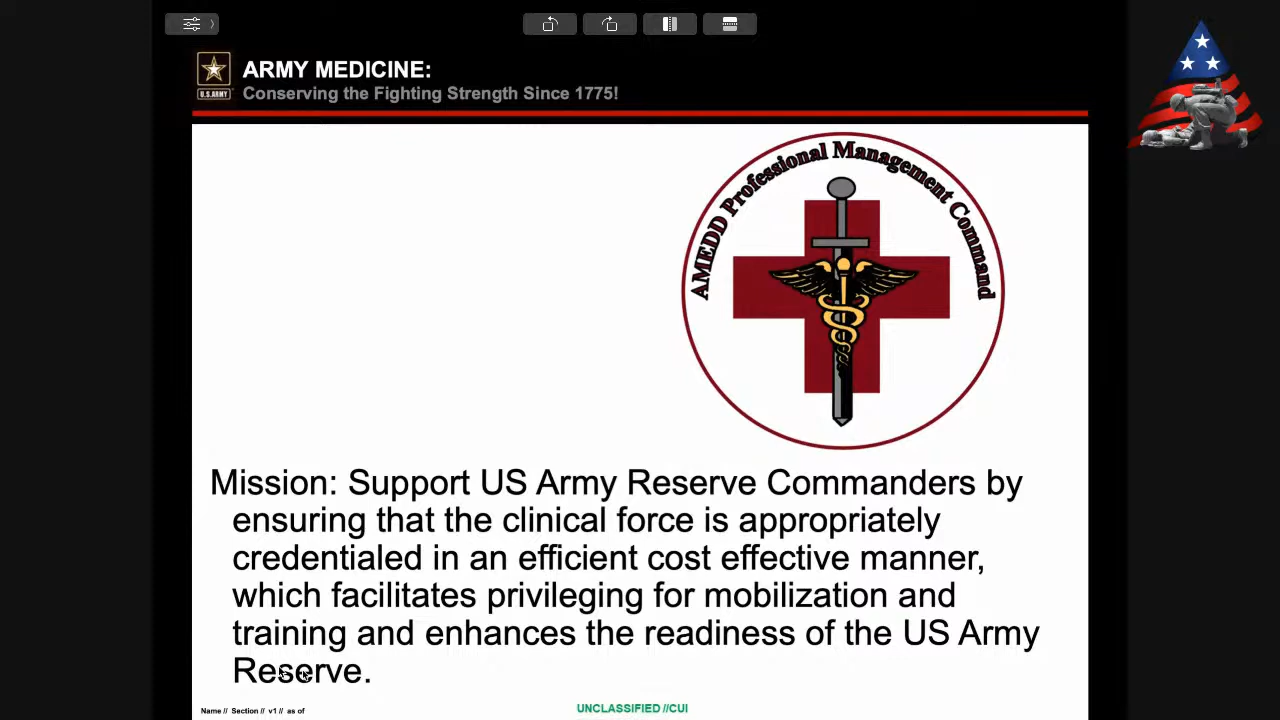 ARMY MEDICINE:
Conserving the Fighting Strength Since 1775!
U.S.ARMY
AMEDD Professional Management Command
Mission: Support US Army Reserve Commanders by
ensuring that the clinical force is appropriately
credentialed in an efficient cost effective manner,
which facilitates privileging for mobilization and
training and enhances the readiness of the US Army
Reserve.
Name // Section // v1 // as of
UNCLASSIFIED //CUI